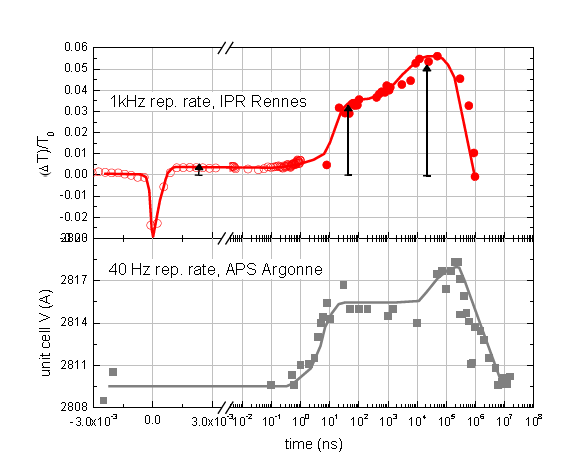 0.06
0.05
0.04
0.03
0.02
0.01
0.00
-0.01
-0.02
(ΔT)/T₀
1kHz rep. rate, IPR Rennes
2817
2814
2811
2808
unit cell V (A)
40 Hz rep. rate, APS Argonne
-3.0x10⁻³ 0.0 3.0x10⁻³ 10⁻² 10⁻¹ 10⁰ 10¹ 10² 10³ 10⁴ 10⁵ 10⁶ 10⁷ 10⁸
time (ns)